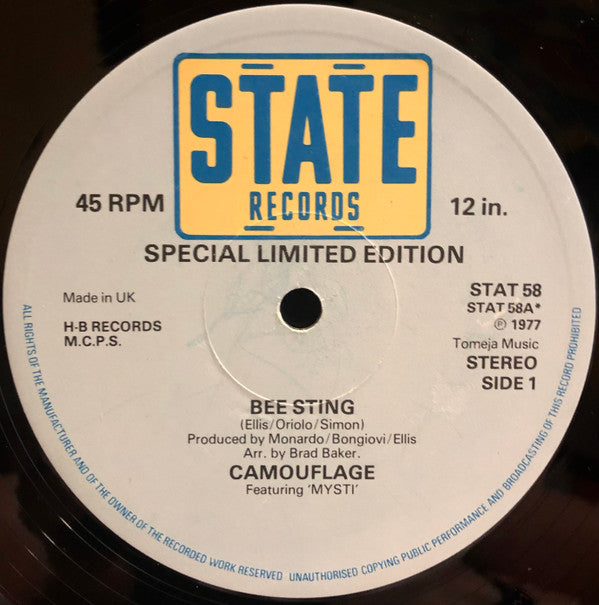 STATE
RECORDS
45 RPM
12 in.
SPECIAL LIMITED EDITION
STAT 58
STAT 58A*
Made in UK
℗ 1977
H-B RECORDS
Tomeja Music
M.C.P.S.
STEREO
SIDE 1
BEE STING
(Ellis/Oriolo/Simon)
Produced by Monardo/Bongiovi/Ellis
Arr. by Brad Baker.
CAMOUFLAGE
Featuring 'MYSTI'
ALL RIGHTS OF THE MANUFACTURER AND OF THE OWNER OF THE RECORDED WORK RESERVED UNAUTHORISED COPYING PUBLIC PERFORMANCE AND BROADCASTING OF THIS RECORD PROHIBITED